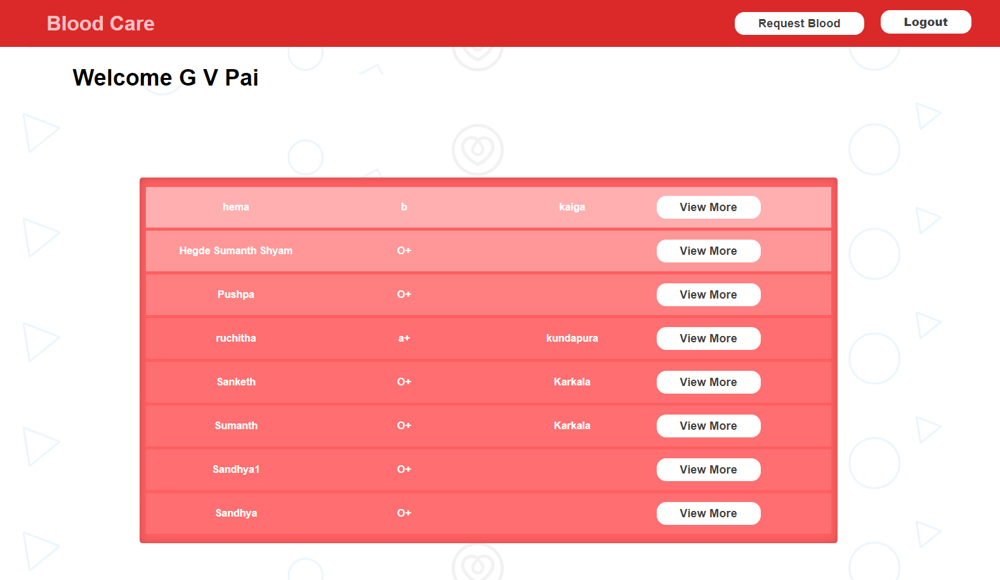 Blood Care Request Blood Logout
Welcome G V Pai
hema b kaiga View More
Hegde Sumanth Shyam O+ View More
Pushpa O+ View More
ruchitha a+ kundapura View More
Sanketh O+ Karkala View More
Sumanth O+ Karkala View More
Sandhya1 O+ View More
Sandhya O+ View More